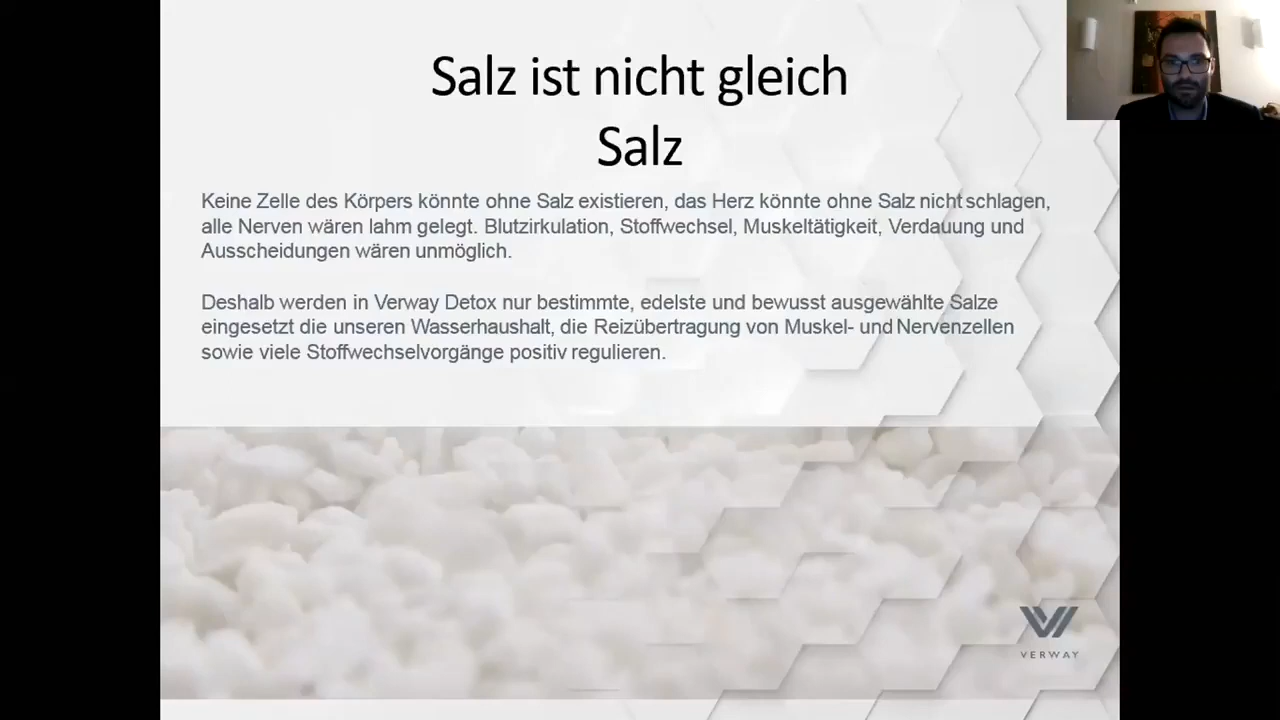 Salz ist nicht gleich
Salz
Keine Zelle des Körpers könnte ohne Salz existieren, das Herz könnte ohne Salz nicht schlagen,
alle Nerven wären lahm gelegt. Blutzirkulation, Stoffwechsel, Muskeltätigkeit, Verdauung und
Ausscheidungen wären unmöglich.
Deshalb werden in Verway Detox nur bestimmte, edelste und bewusst ausgewählte Salze
eingesetzt die unseren Wasserhaushalt, die Reizübertragung von Muskel- und Nervenzellen
sowie viele Stoffwechselvorgänge positiv regulieren.
VERWAY